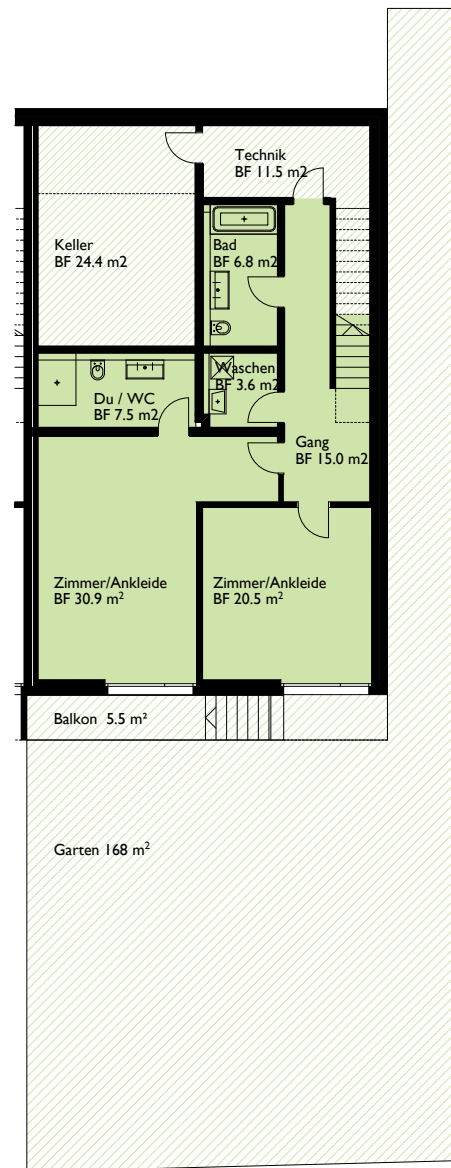 Technik
BF 11.5 m2
Keller
BF 24.4 m2
Bad
BF 6.8 m2
Waschen
BF 3.6 m2
Du / WC
BF 7.5 m2
Gang
BF 15.0 m2
Zimmer/Ankleide
BF 30.9 m²
Zimmer/Ankleide
BF 20.5 m²
Balkon 5.5 m²
Garten 168 m²